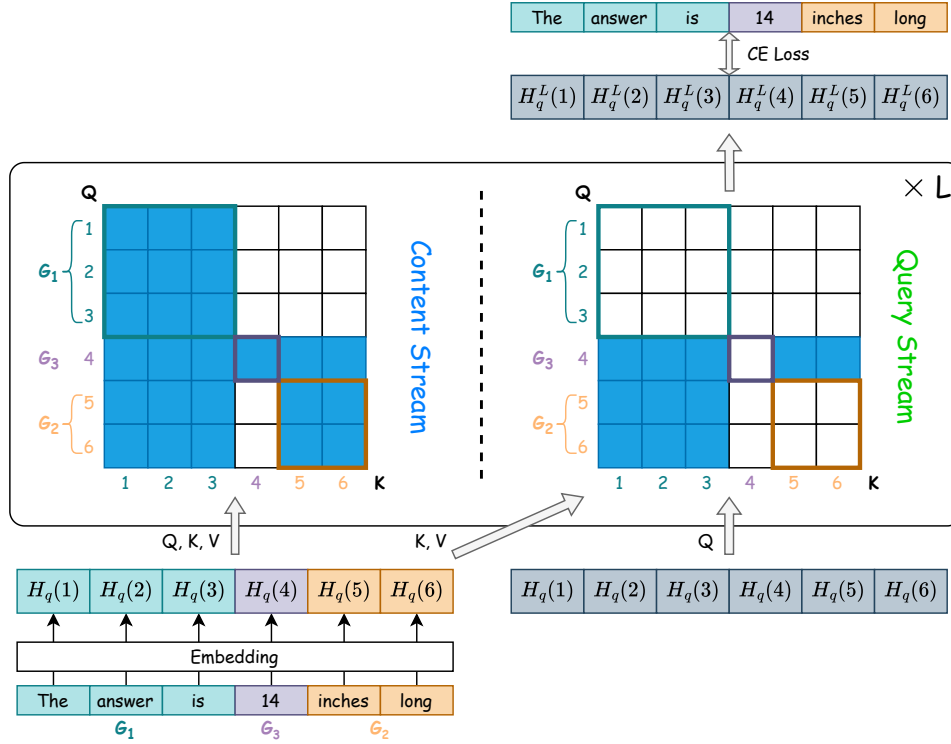 The answer is 14 inches long
CE Loss
$H_q^L(1)$ $H_q^L(2)$ $H_q^L(3)$ $H_q^L(4)$ $H_q^L(5)$ $H_q^L(6)$
× L
Q
1
2
3
4
5
6
G₁
G₃
G₂
1 2 3 4 5 6 K
Content Stream
Q
1
2
3
4
5
6
G₁
G₃
G₂
1 2 3 4 5 6 K
Query Stream
Q, K, V
K, V
Q
$H_q(1)$ $H_q(2)$ $H_q(3)$ $H_q(4)$ $H_q(5)$ $H_q(6)$
$H_q(1)$ $H_q(2)$ $H_q(3)$ $H_q(4)$ $H_q(5)$ $H_q(6)$
Embedding
The answer is 14 inches long
G₁ G₃ G₂